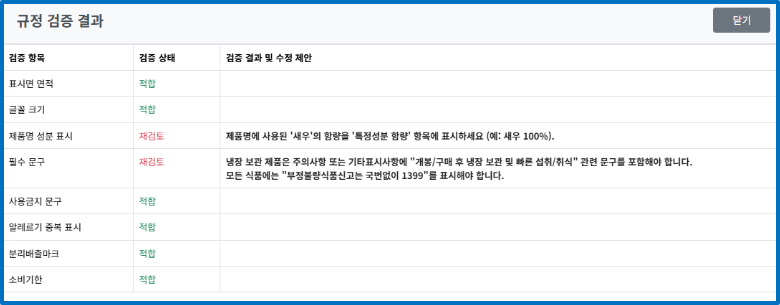 규정 검증 결과
닫기
검증 항목 검증 상태 검증 결과 및 수정 제안
표시면 면적 적합
글꼴 크기 적합
제품명 성분 표시 재검토 제품명에 사용된 '새우'의 함량을 '특정성분 함량' 항목에 표시하세요 (예: 새우 100%).
필수 문구 재검토 냉장 보관 제품은 주의사항 또는 기타표시사항에 "개봉/구매 후 냉장 보관 및 빠른 섭취/취식" 관련 문구를 포함해야 합니다.
모든 식품에는 "부정불량식품신고는 국번없이 1399"를 표시해야 합니다.
사용금지 문구 적합
알레르기 중복 표시 적합
분리배출마크 적합
소비기한 적합